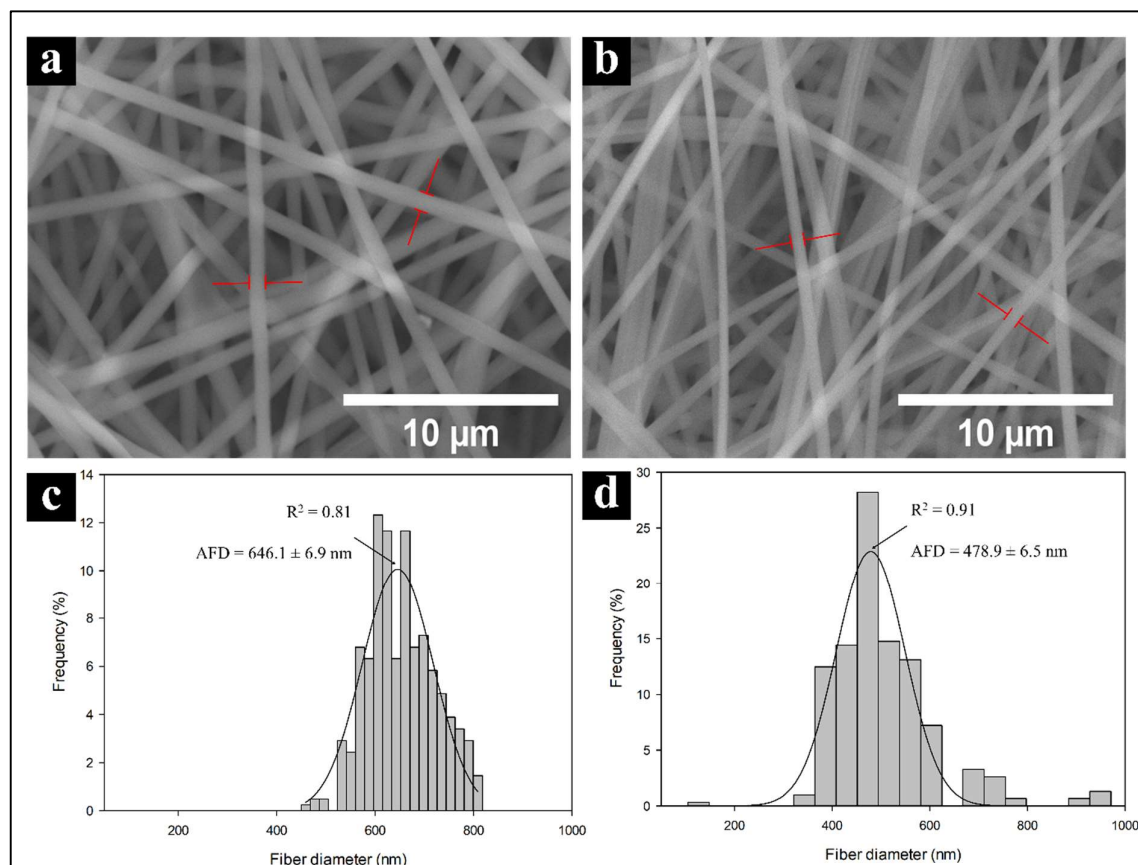 a
10 µm
b
10 µm
c
14
12
10
8
6
4
2
0
Frequency (%)
R² = 0.81
AFD = 646.1 ± 6.9 nm
200
400
600
800
1000
Fiber diameter (nm)
d
30
25
20
15
10
5
0
Frequency (%)
R² = 0.91
AFD = 478.9 ± 6.5 nm
200
400
600
800
1000
Fiber diameter (nm)